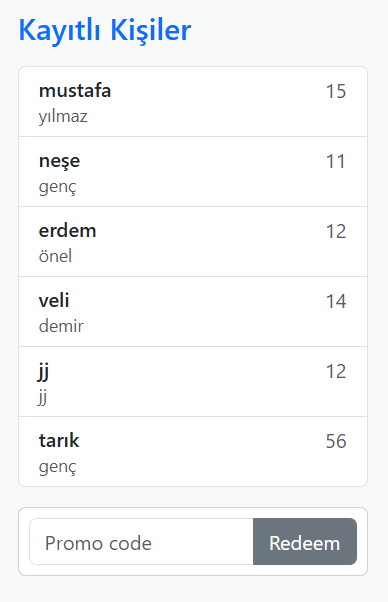 Kayıtlı Kişiler
mustafa 15
yılmaz
neşe 11
genç
erdem 12
önel
veli 14
demir
jj 12
jj
tarık 56
genç
Promo code Redeem